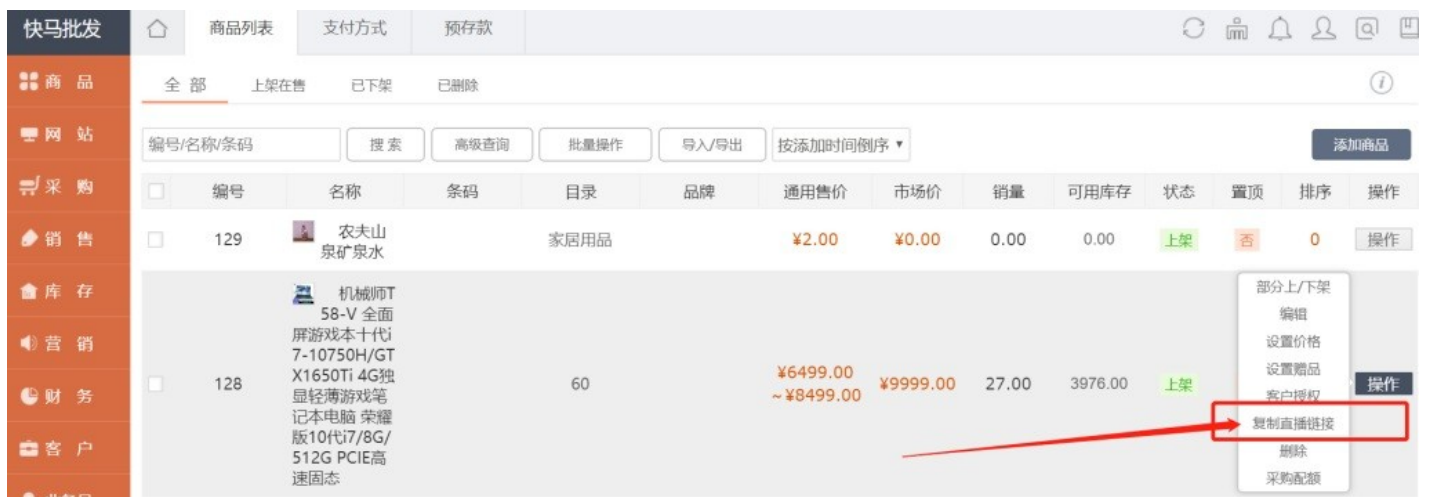 快马批发
商品列表 支付方式 预存款
商 品
网 站
采 购
销 售
库 存
营 销
财 务
客 户
全 部 上架在售 已下架 已删除
编号/名称/条码 搜 索 高级查询 批量操作 导入/导出 按添加时间倒序 添加商品
编号 名称 条码 目录 品牌 通用售价 市场价 销量 可用库存 状态 置顶 排序 操作
129 农夫山
泉矿泉水
家居用品 ¥2.00 ¥0.00 0.00 0.00 上架 否 0 操作
128
机械师T
58-V 全面
屏游戏本十代i
7-10750H/GT
X1650Ti 4G独
显轻薄游戏笔
记本电脑 荣耀
版10代i7/8G/
512G PCIE高
速固态
60
¥6499.00
~¥8499.00
¥9999.00 27.00 3976.00 上架 操作
部分上/下架
编辑
设置价格
设置赠品
客户授权
复制直播链接
删除
采购配额